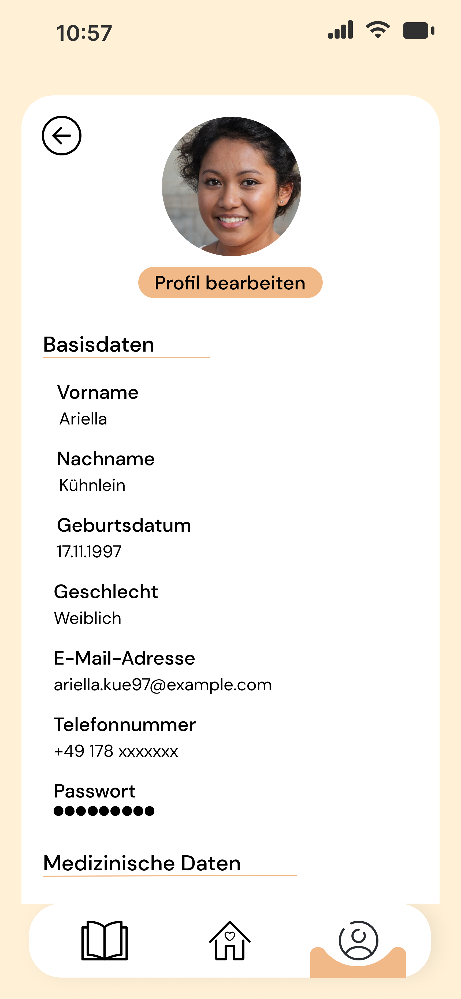 10:57
Profil bearbeiten
Basisdaten
Vorname
Ariella
Nachname
Kühnlein
Geburtsdatum
17.11.1997
Geschlecht
Weiblich
E-Mail-Adresse
ariella.kue97@example.com
Telefonnummer
+49 178 xxxxxxx
Passwort
●●●●●●●●●
Medizinische Daten